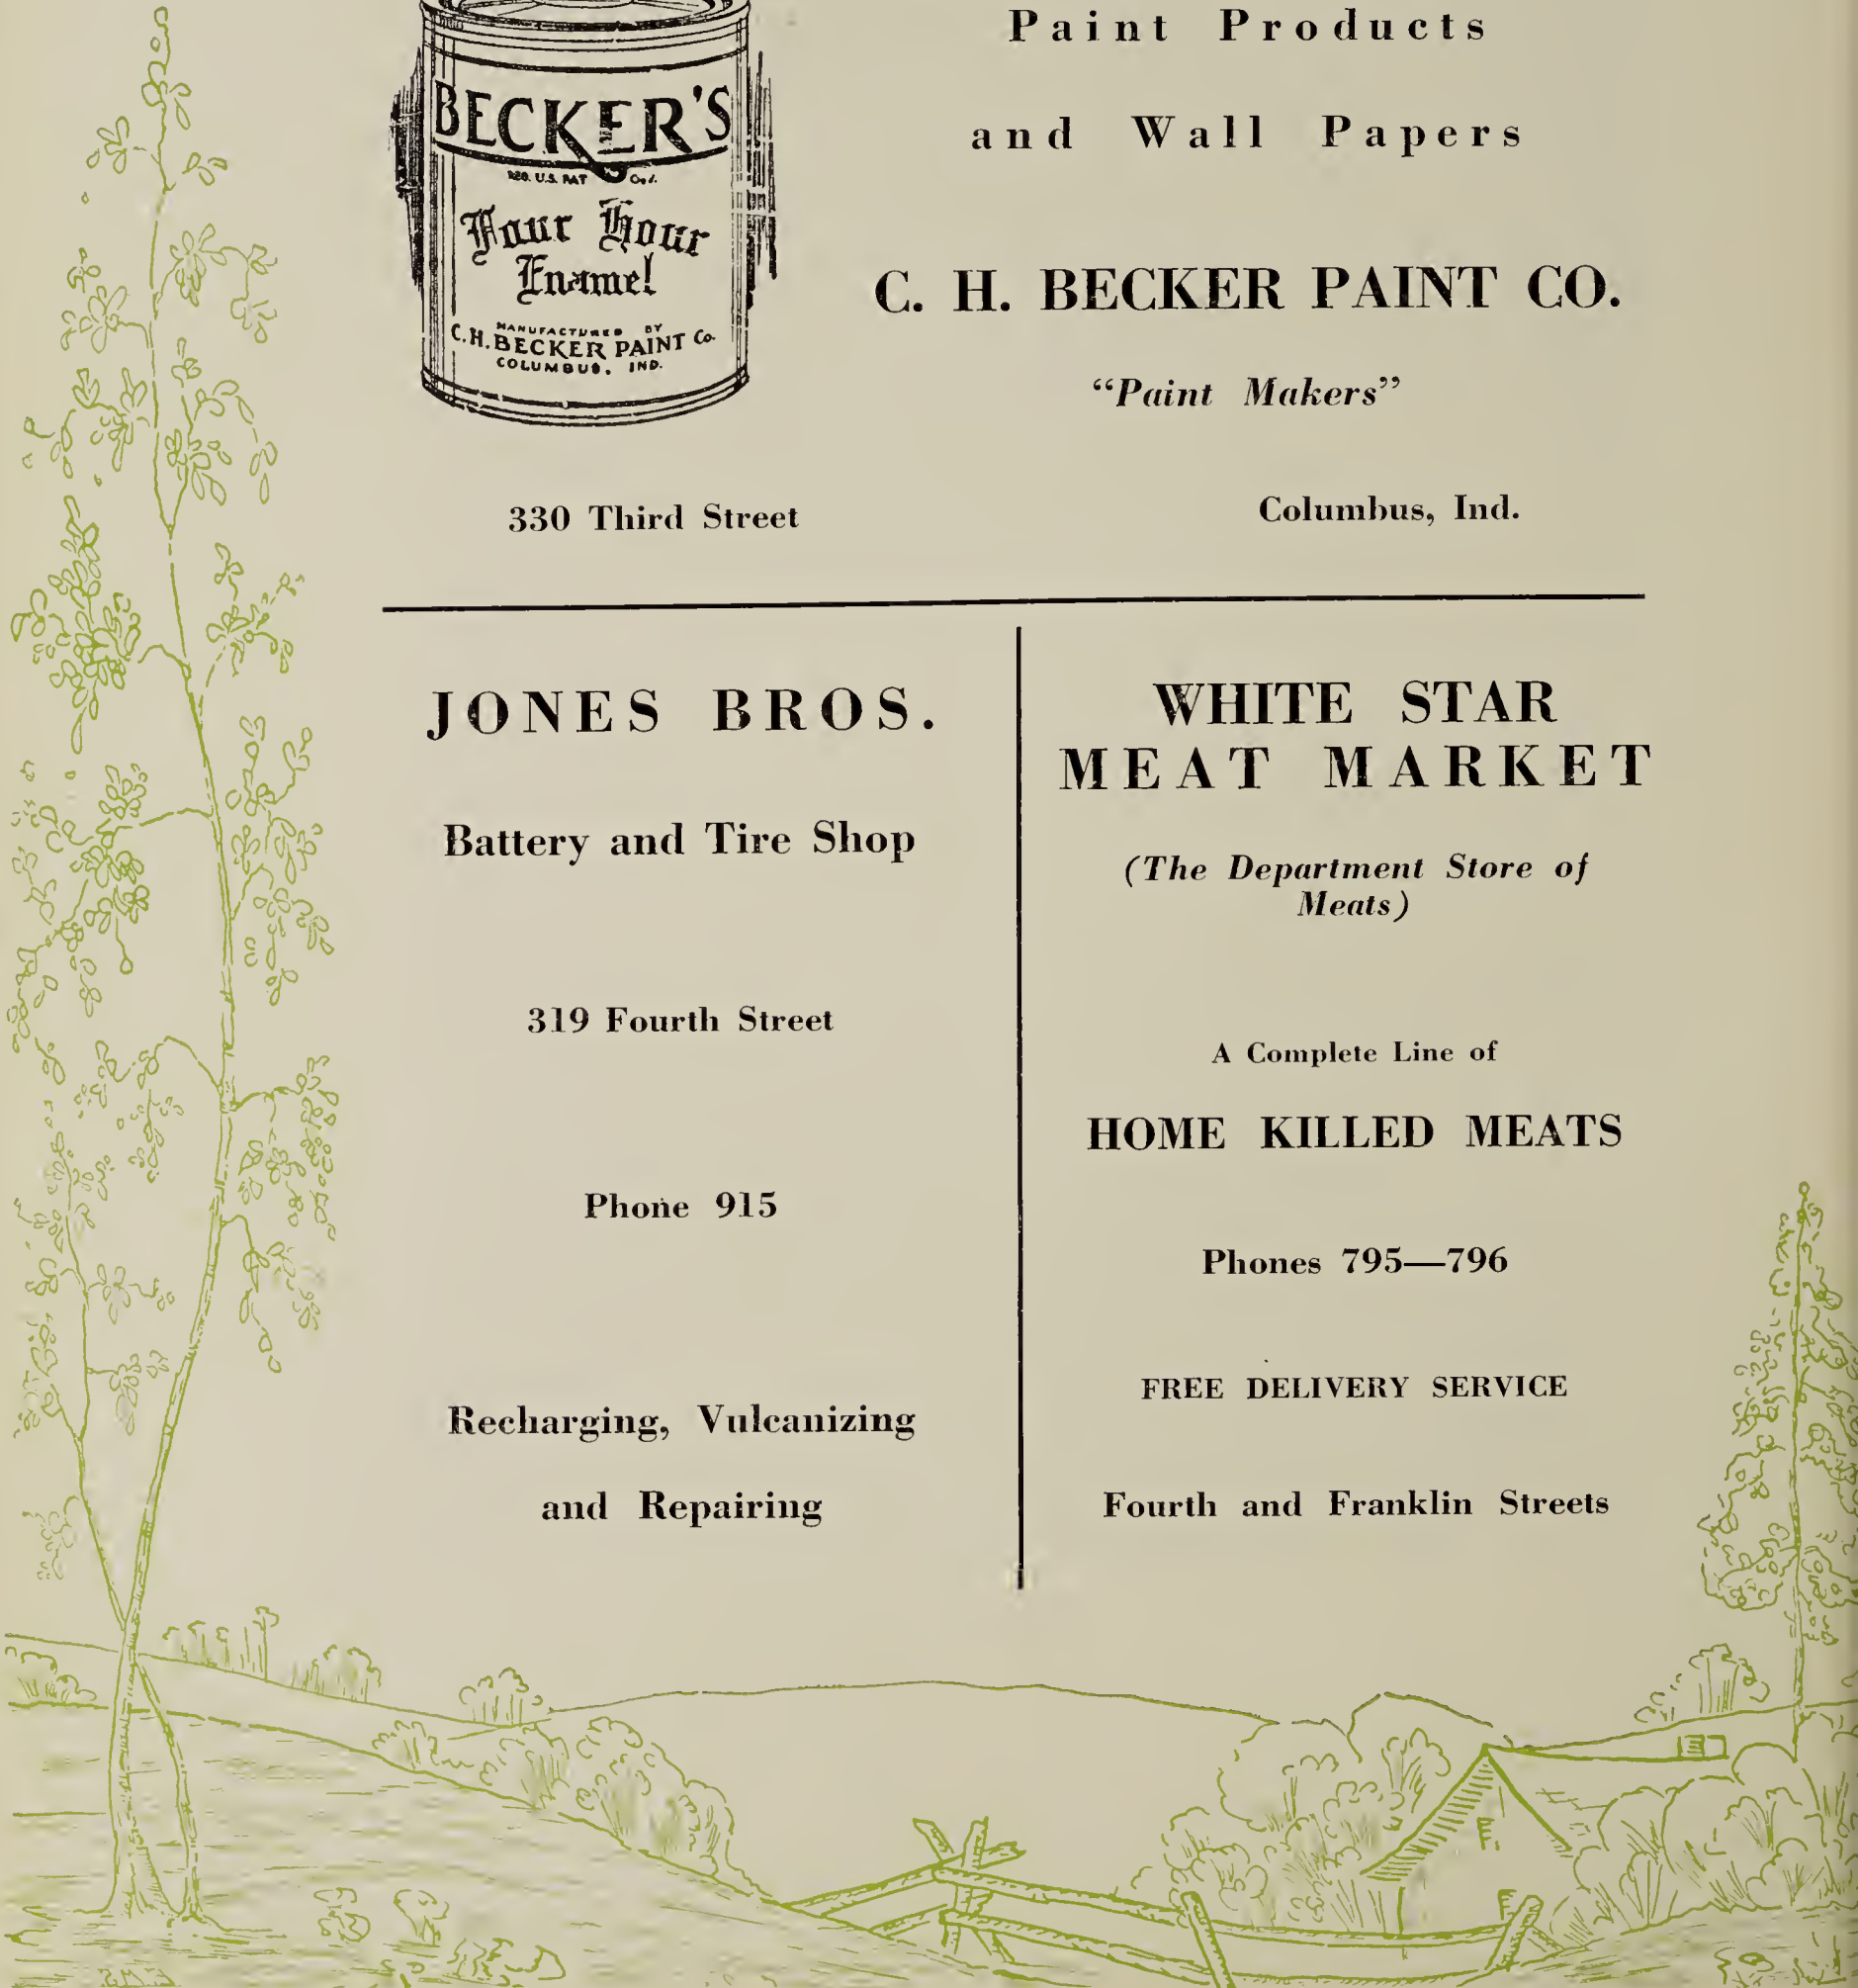 Paint Products
and Wall Papers
BECKER'S
REG. U.S. PAT Off.
Four Hour
Enamel
MANUFACTURED BY
C.H. BECKER PAINT Co.
COLUMBUS, IND.
C. H. BECKER PAINT CO.
“Paint Makers”
330 Third Street
Columbus, Ind.
JONES BROS.
Battery and Tire Shop
319 Fourth Street
Phone 915
Recharging, Vulcanizing
and Repairing
WHITE STAR
MEAT MARKET
(The Department Store of
Meats)
A Complete Line of
HOME KILLED MEATS
Phones 795—796
FREE DELIVERY SERVICE
Fourth and Franklin Streets